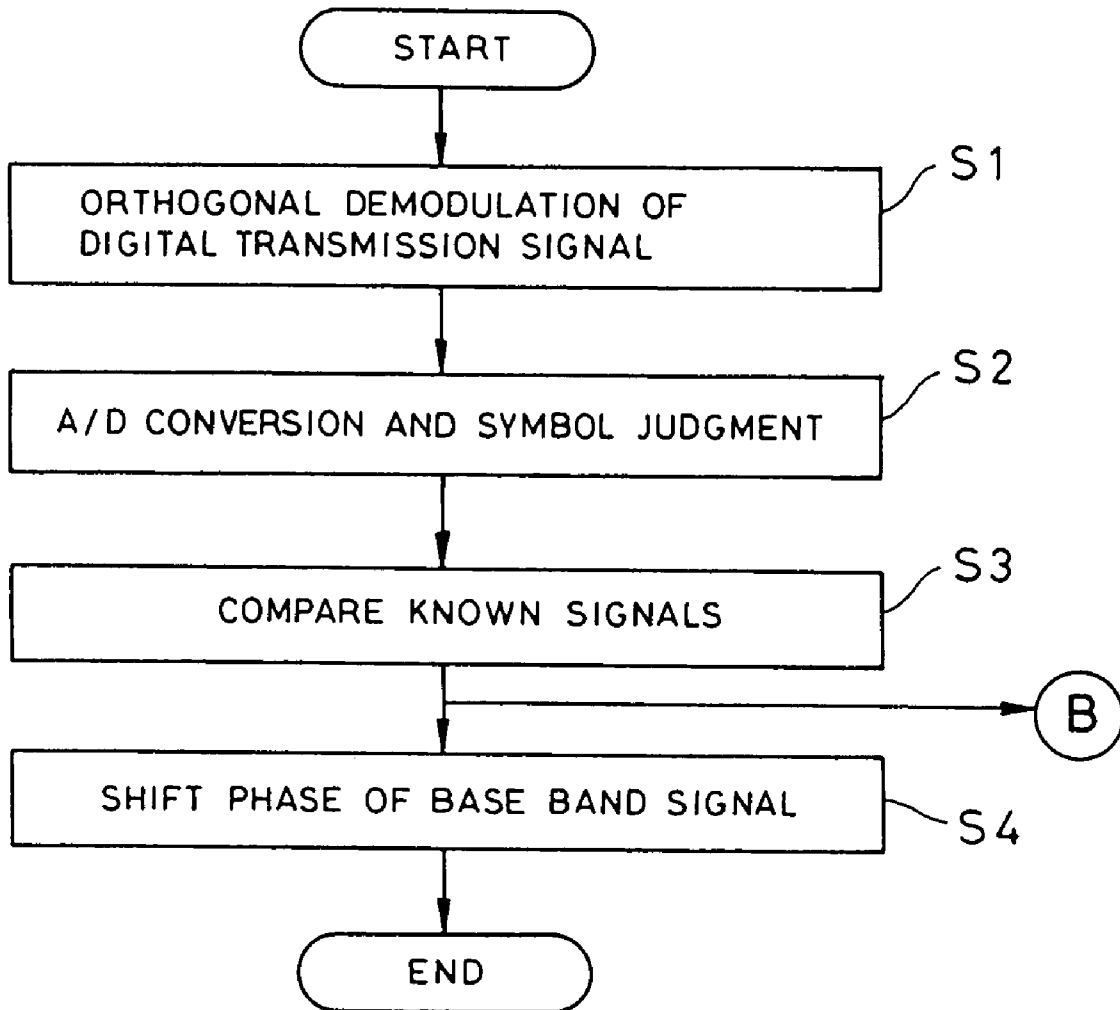 START
S1
ORTHOGONAL DEMODULATION OF
DIGITAL TRANSMISSION SIGNAL
S2
A/D CONVERSION AND SYMBOL JUDGMENT
S3
COMPARE KNOWN SIGNALS
B
SHIFT PHASE OF BASE BAND SIGNAL
S4
END